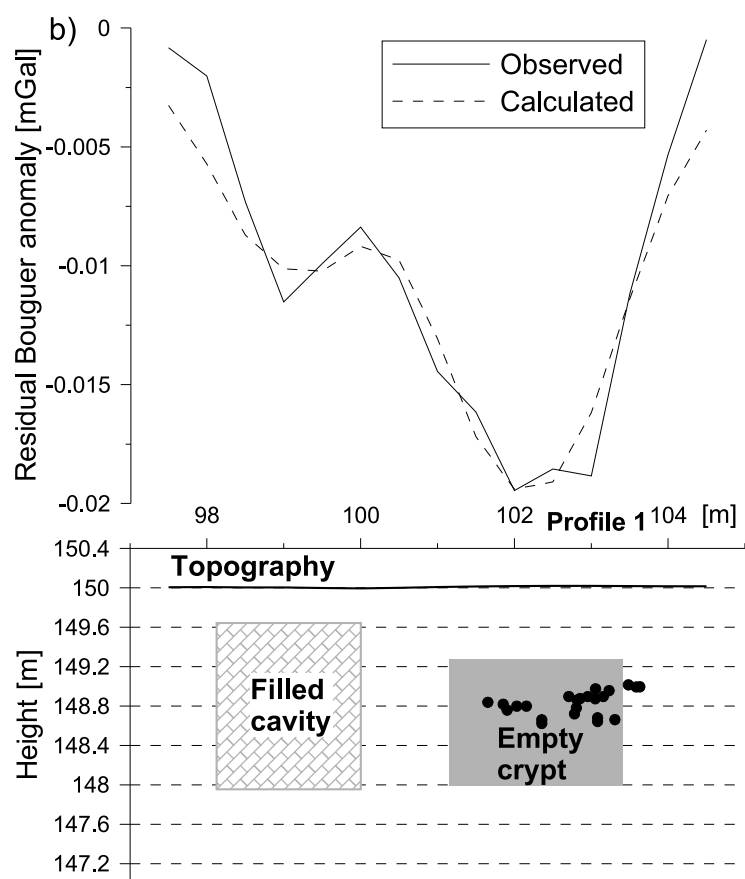 b)
0
-0.005
-0.01
-0.015
-0.02
Residual Bouguer anomaly [mGal]
Observed
Calculated
98 100 102 104 [m]
Profile 1
150.4
150
149.6
149.2
148.8
148.4
148
147.6
147.2
Height [m]
Topography
Filled
cavity
Empty
crypt